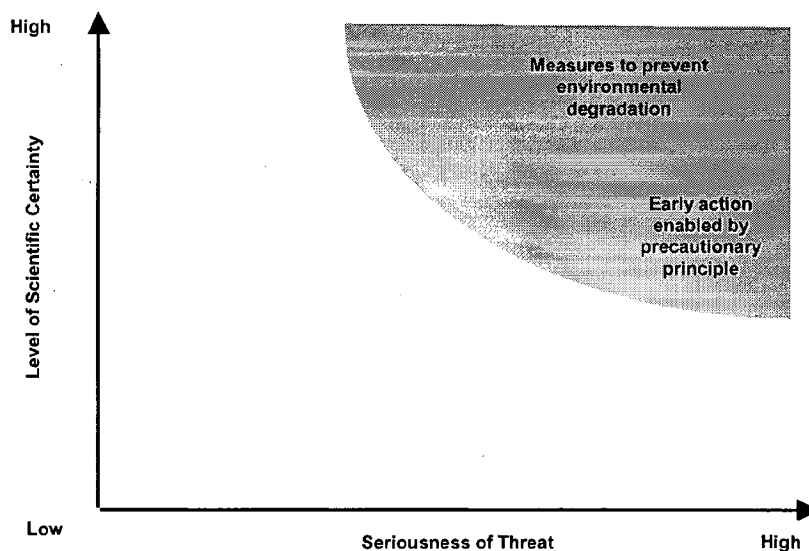 High
Measures to prevent
environmental
degradation
Level of Scientific Certainty
Early action
enabled by
precautionary
principle
Low
Seriousness of Threat
High